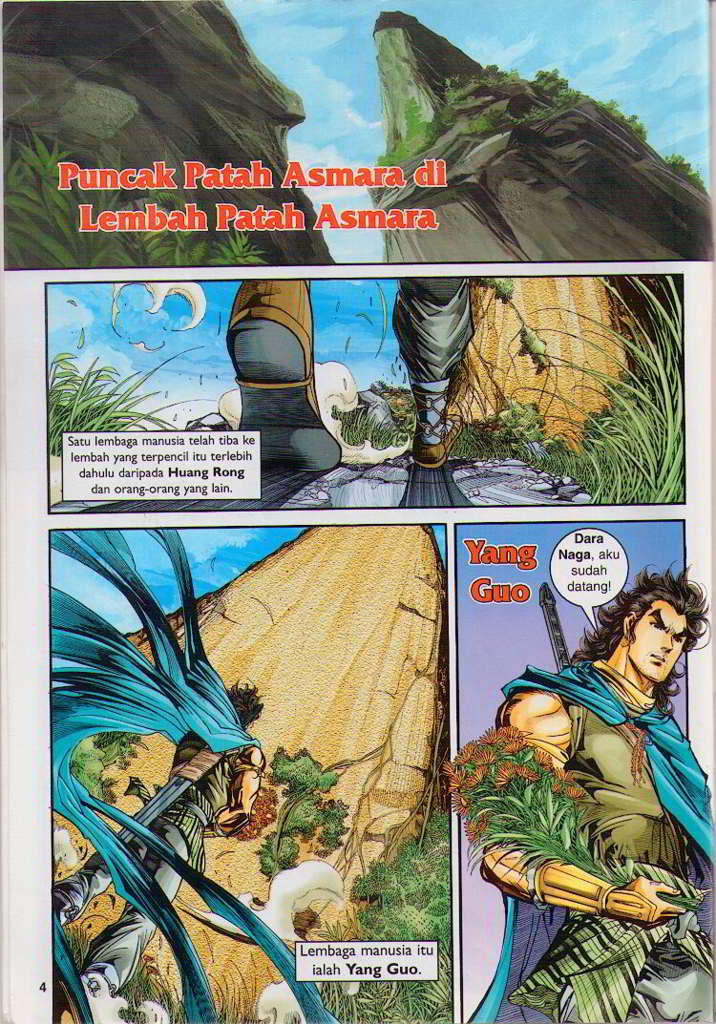 Puncak Patah Asmara di
Lembah Patah Asmara
Satu lembaga manusia telah tiba ke
lembah yang terpencil itu terlebih
dahulu daripada Huang Rong
dan orang-orang yang lain.
Lembaga manusia itu
ialah Yang Guo.
Yang
Guo
Dara
Naga, aku
sudah
datang!
4